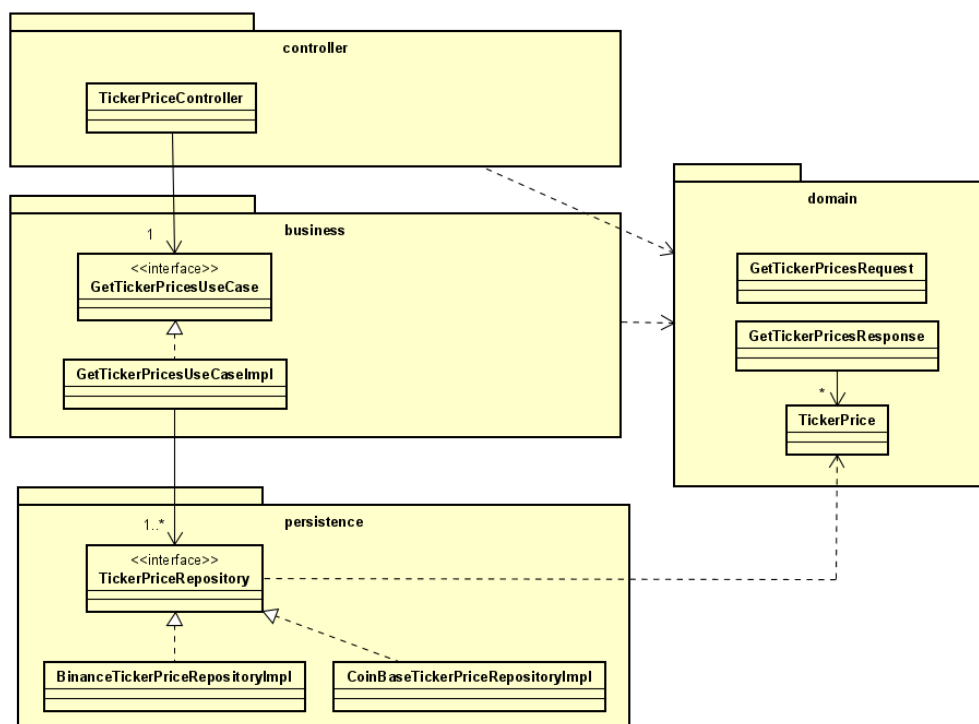 controller
TickerPriceController
1
business
<<interface>>
GetTickerPricesUseCase
GetTickerPricesUseCaseImpl
domain
GetTickerPricesRequest
GetTickerPricesResponse
*
TickerPrice
1..*
persistence
<<interface>>
TickerPriceRepository
BinanceTickerPriceRepositoryImpl
CoinBaseTickerPriceRepositoryImpl